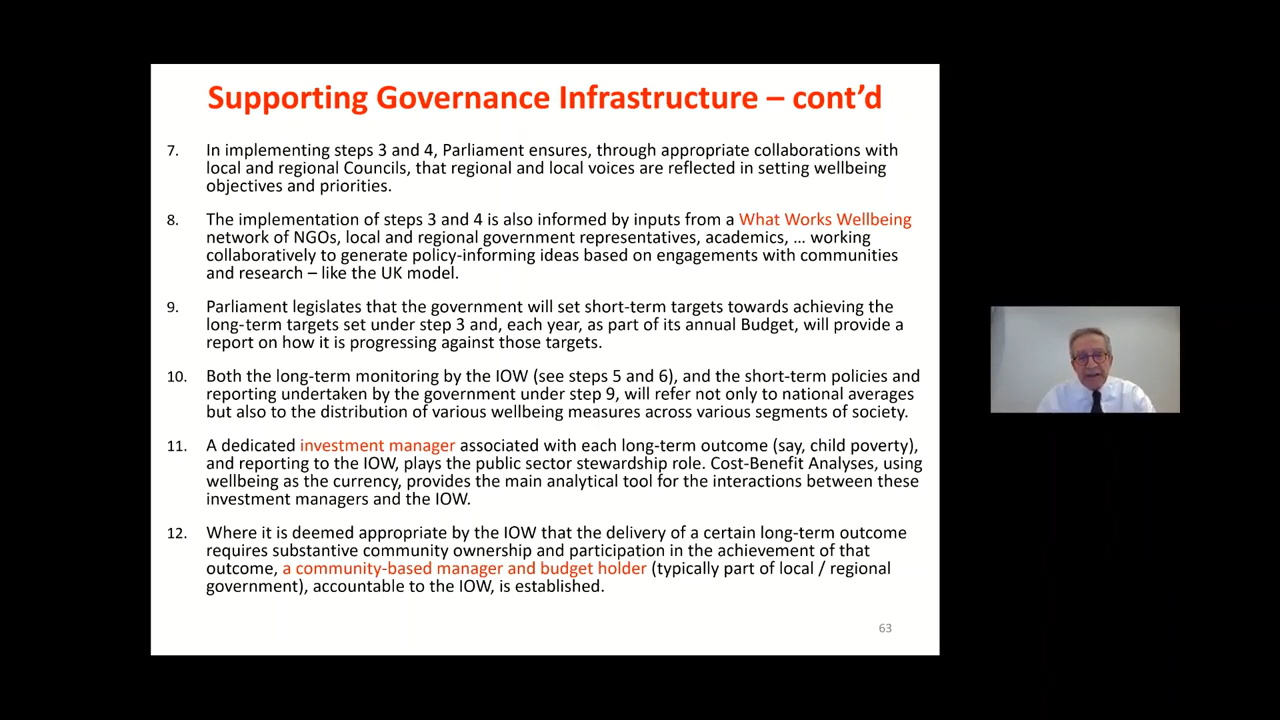 Supporting Governance Infrastructure – cont’d
7. In implementing steps 3 and 4, Parliament ensures, through appropriate collaborations with
local and regional Councils, that regional and local voices are reflected in setting wellbeing
objectives and priorities.
8. The implementation of steps 3 and 4 is also informed by inputs from a What Works Wellbeing
network of NGOs, local and regional government representatives, academics, … working
collaboratively to generate policy-informing ideas based on engagements with communities
and research – like the UK model.
9. Parliament legislates that the government will set short-term targets towards achieving the
long-term targets set under step 3 and, each year, as part of its annual Budget, will provide a
report on how it is progressing against those targets.
10. Both the long-term monitoring by the IOW (see steps 5 and 6), and the short-term policies and
reporting undertaken by the government under step 9, will refer not only to national averages
but also to the distribution of various wellbeing measures across various segments of society.
11. A dedicated investment manager associated with each long-term outcome (say, child poverty),
and reporting to the IOW, plays the public sector stewardship role. Cost-Benefit Analyses, using
wellbeing as the currency, provides the main analytical tool for the interactions between these
investment managers and the IOW.
12. Where it is deemed appropriate by the IOW that the delivery of a certain long-term outcome
requires substantive community ownership and participation in the achievement of that
outcome, a community-based manager and budget holder (typically part of local / regional
government), accountable to the IOW, is established.
63